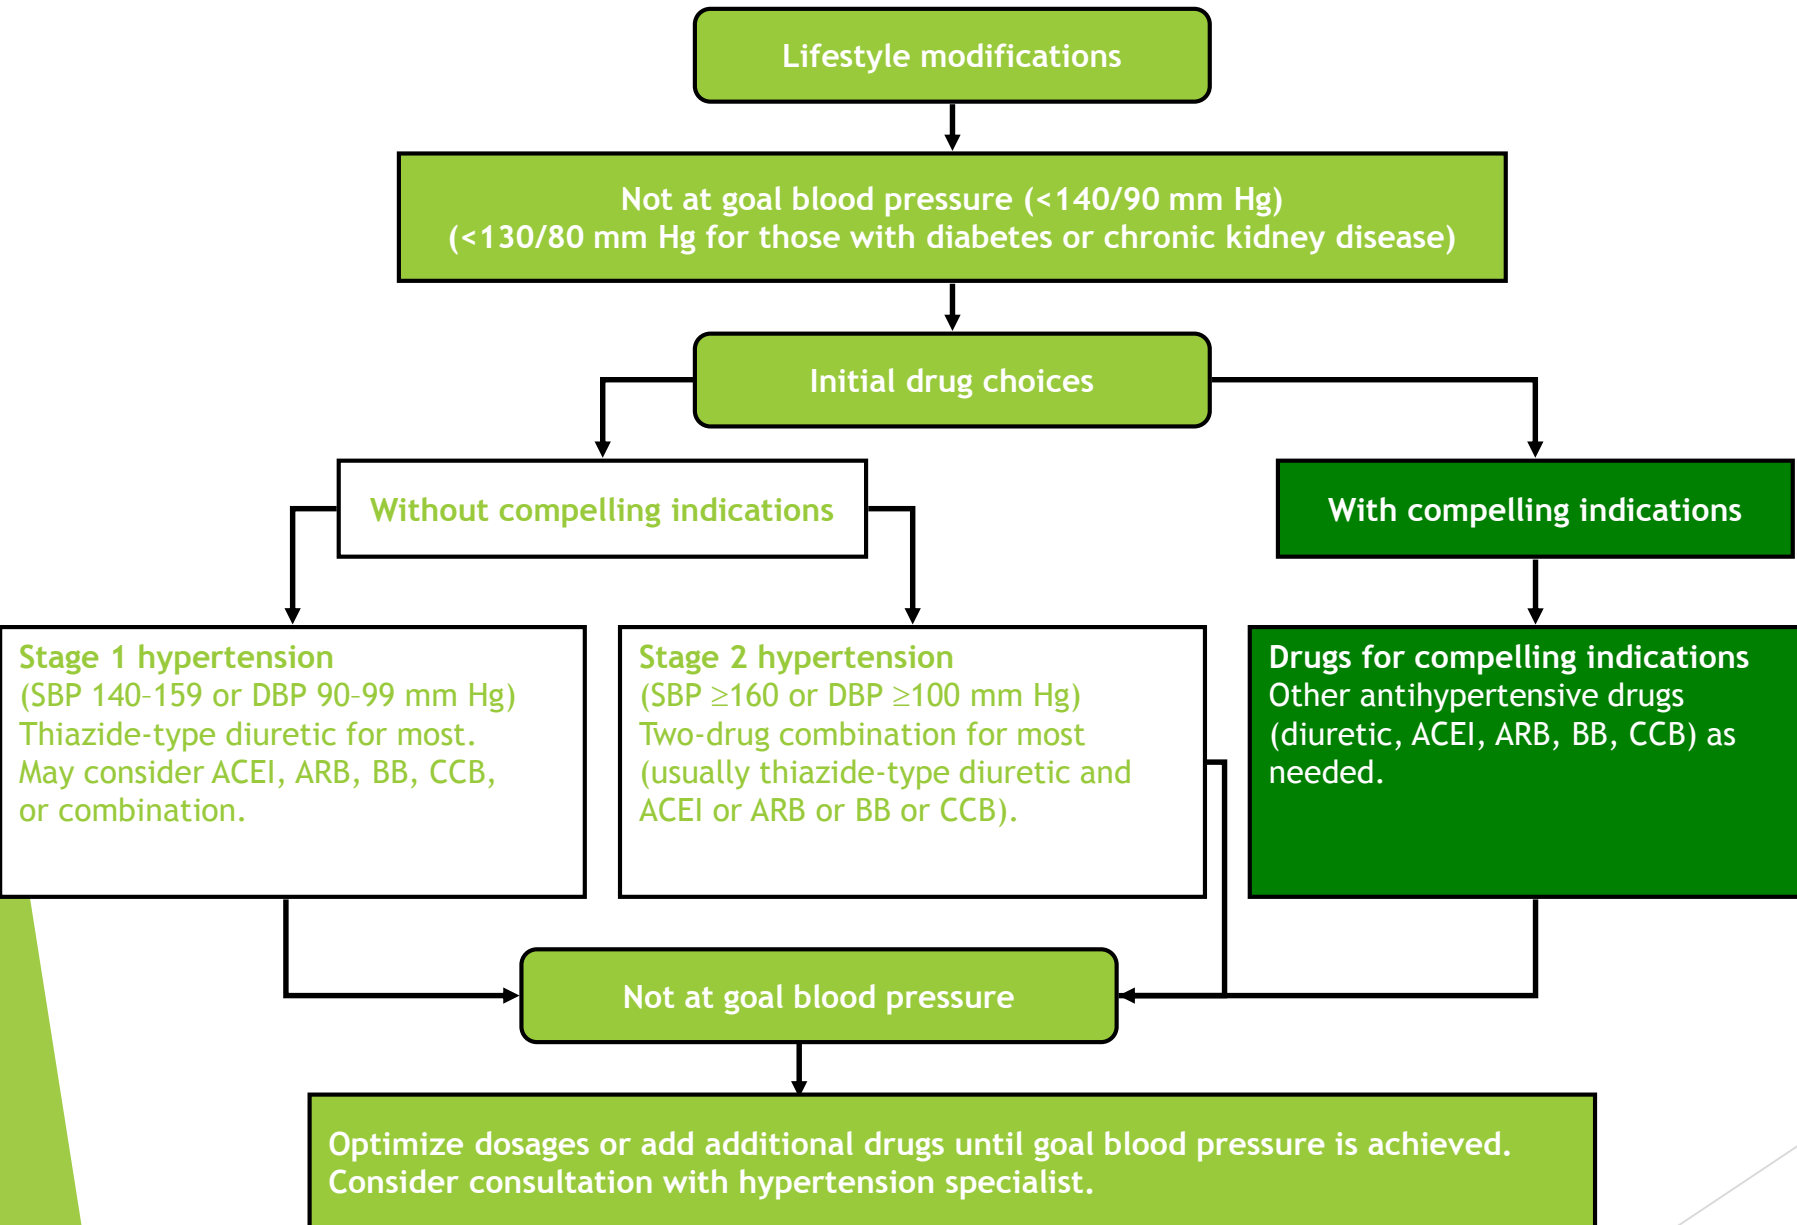 Lifestyle modifications
Not at goal blood pressure (<140/90 mm Hg)
(<130/80 mm Hg for those with diabetes or chronic kidney disease)
Initial drug choices
Without compelling indications
With compelling indications
Stage 1 hypertension
(SBP 140–159 or DBP 90–99 mm Hg)
Thiazide-type diuretic for most.
May consider ACEI, ARB, BB, CCB,
or combination.
Stage 2 hypertension
(SBP ≥160 or DBP ≥100 mm Hg)
Two-drug combination for most
(usually thiazide-type diuretic and
ACEI or ARB or BB or CCB).
Drugs for compelling indications
Other antihypertensive drugs
(diuretic, ACEI, ARB, BB, CCB) as
needed.
Not at goal blood pressure
Optimize dosages or add additional drugs until goal blood pressure is achieved.
Consider consultation with hypertension specialist.